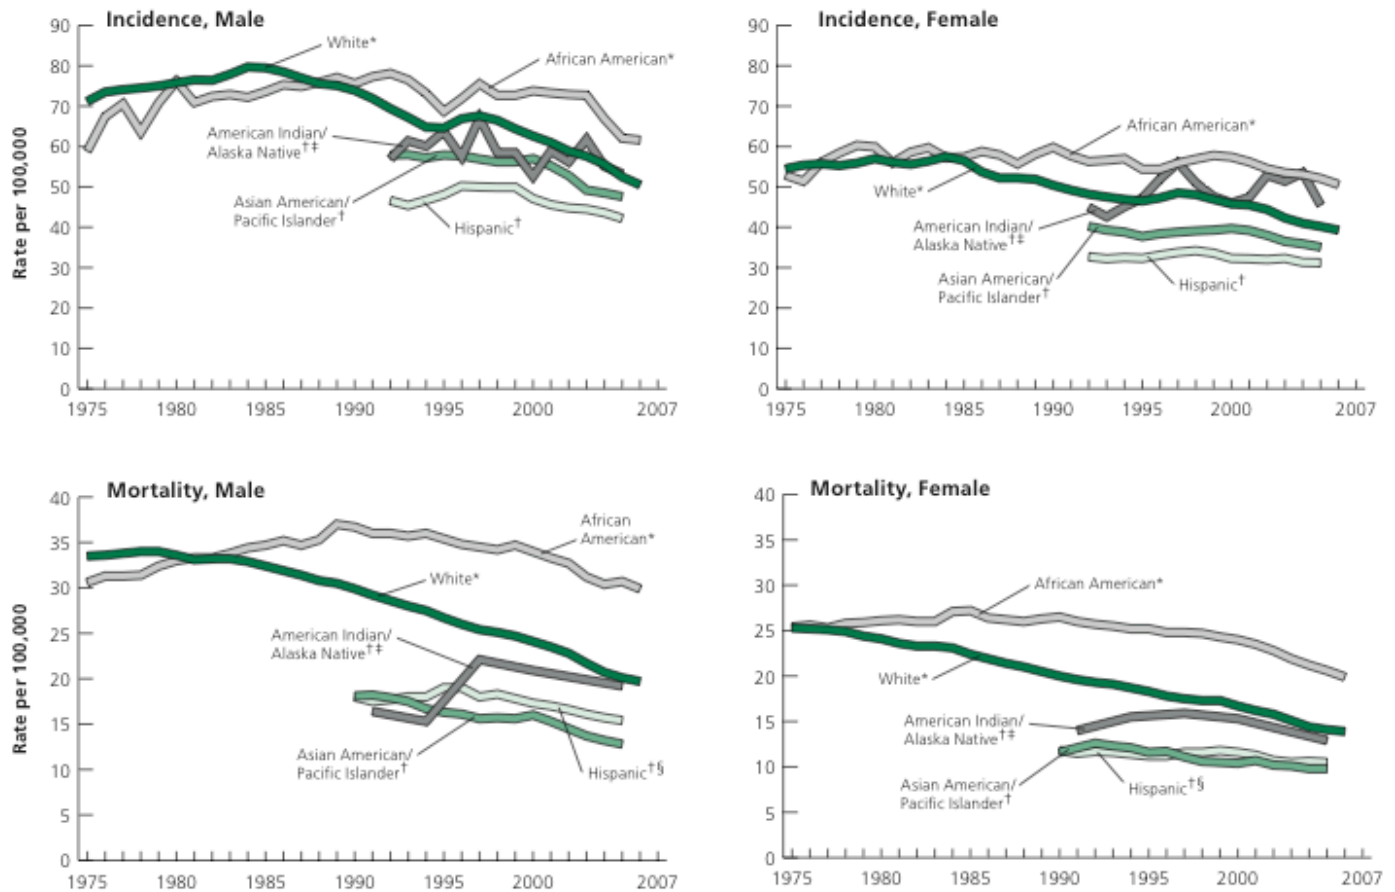 Incidence, Male
90
80
70
60
50
40
30
20
10
0
Rate per 100,000
White*
African American*
American Indian/
Alaska Native†‡
Asian American/
Pacific Islander†
Hispanic†
1975 1980 1985 1990 1995 2000 2007
Incidence, Female
90
80
70
60
50
40
30
20
10
0
African American*
White*
American Indian/
Alaska Native†‡
Asian American/
Pacific Islander†
Hispanic†
1975 1980 1985 1990 1995 2000 2007
Mortality, Male
40
35
30
25
20
15
10
5
0
Rate per 100,000
African
American*
White*
American Indian/
Alaska Native†‡
Asian American/
Pacific Islander†
Hispanic†§
1975 1980 1985 1990 1995 2000 2007
Mortality, Female
40
35
30
25
20
15
10
5
0
African American*
White*
American Indian/
Alaska Native†‡
Asian American/
Pacific Islander†
Hispanic†§
1975 1980 1985 1990 1995 2000 2007